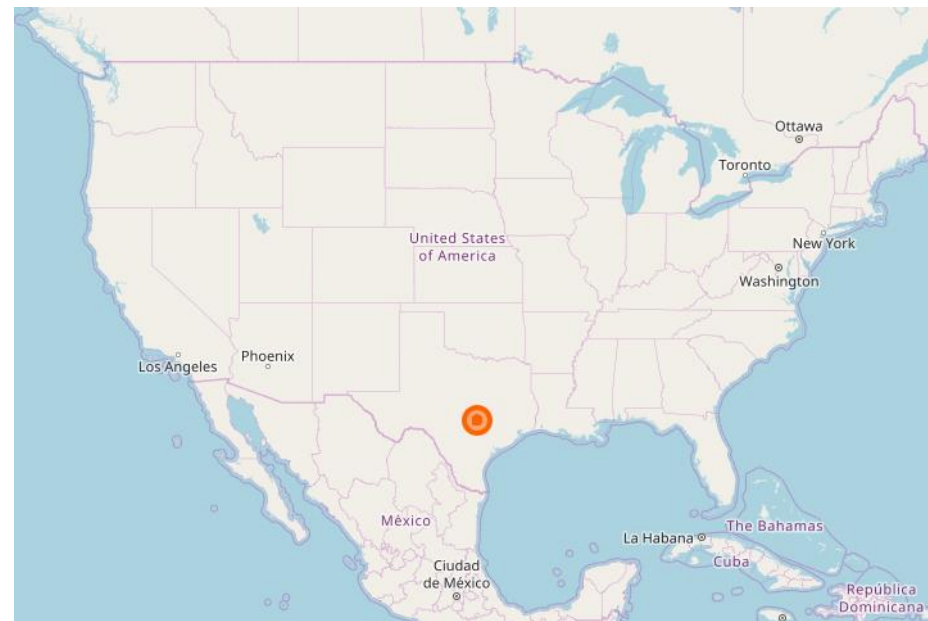 Ottawa
Toronto
United States
of America
New York
Washington
Los Angeles
Phoenix
México
La Habana
The Bahamas
Cuba
Ciudad
de México
República
Dominicana